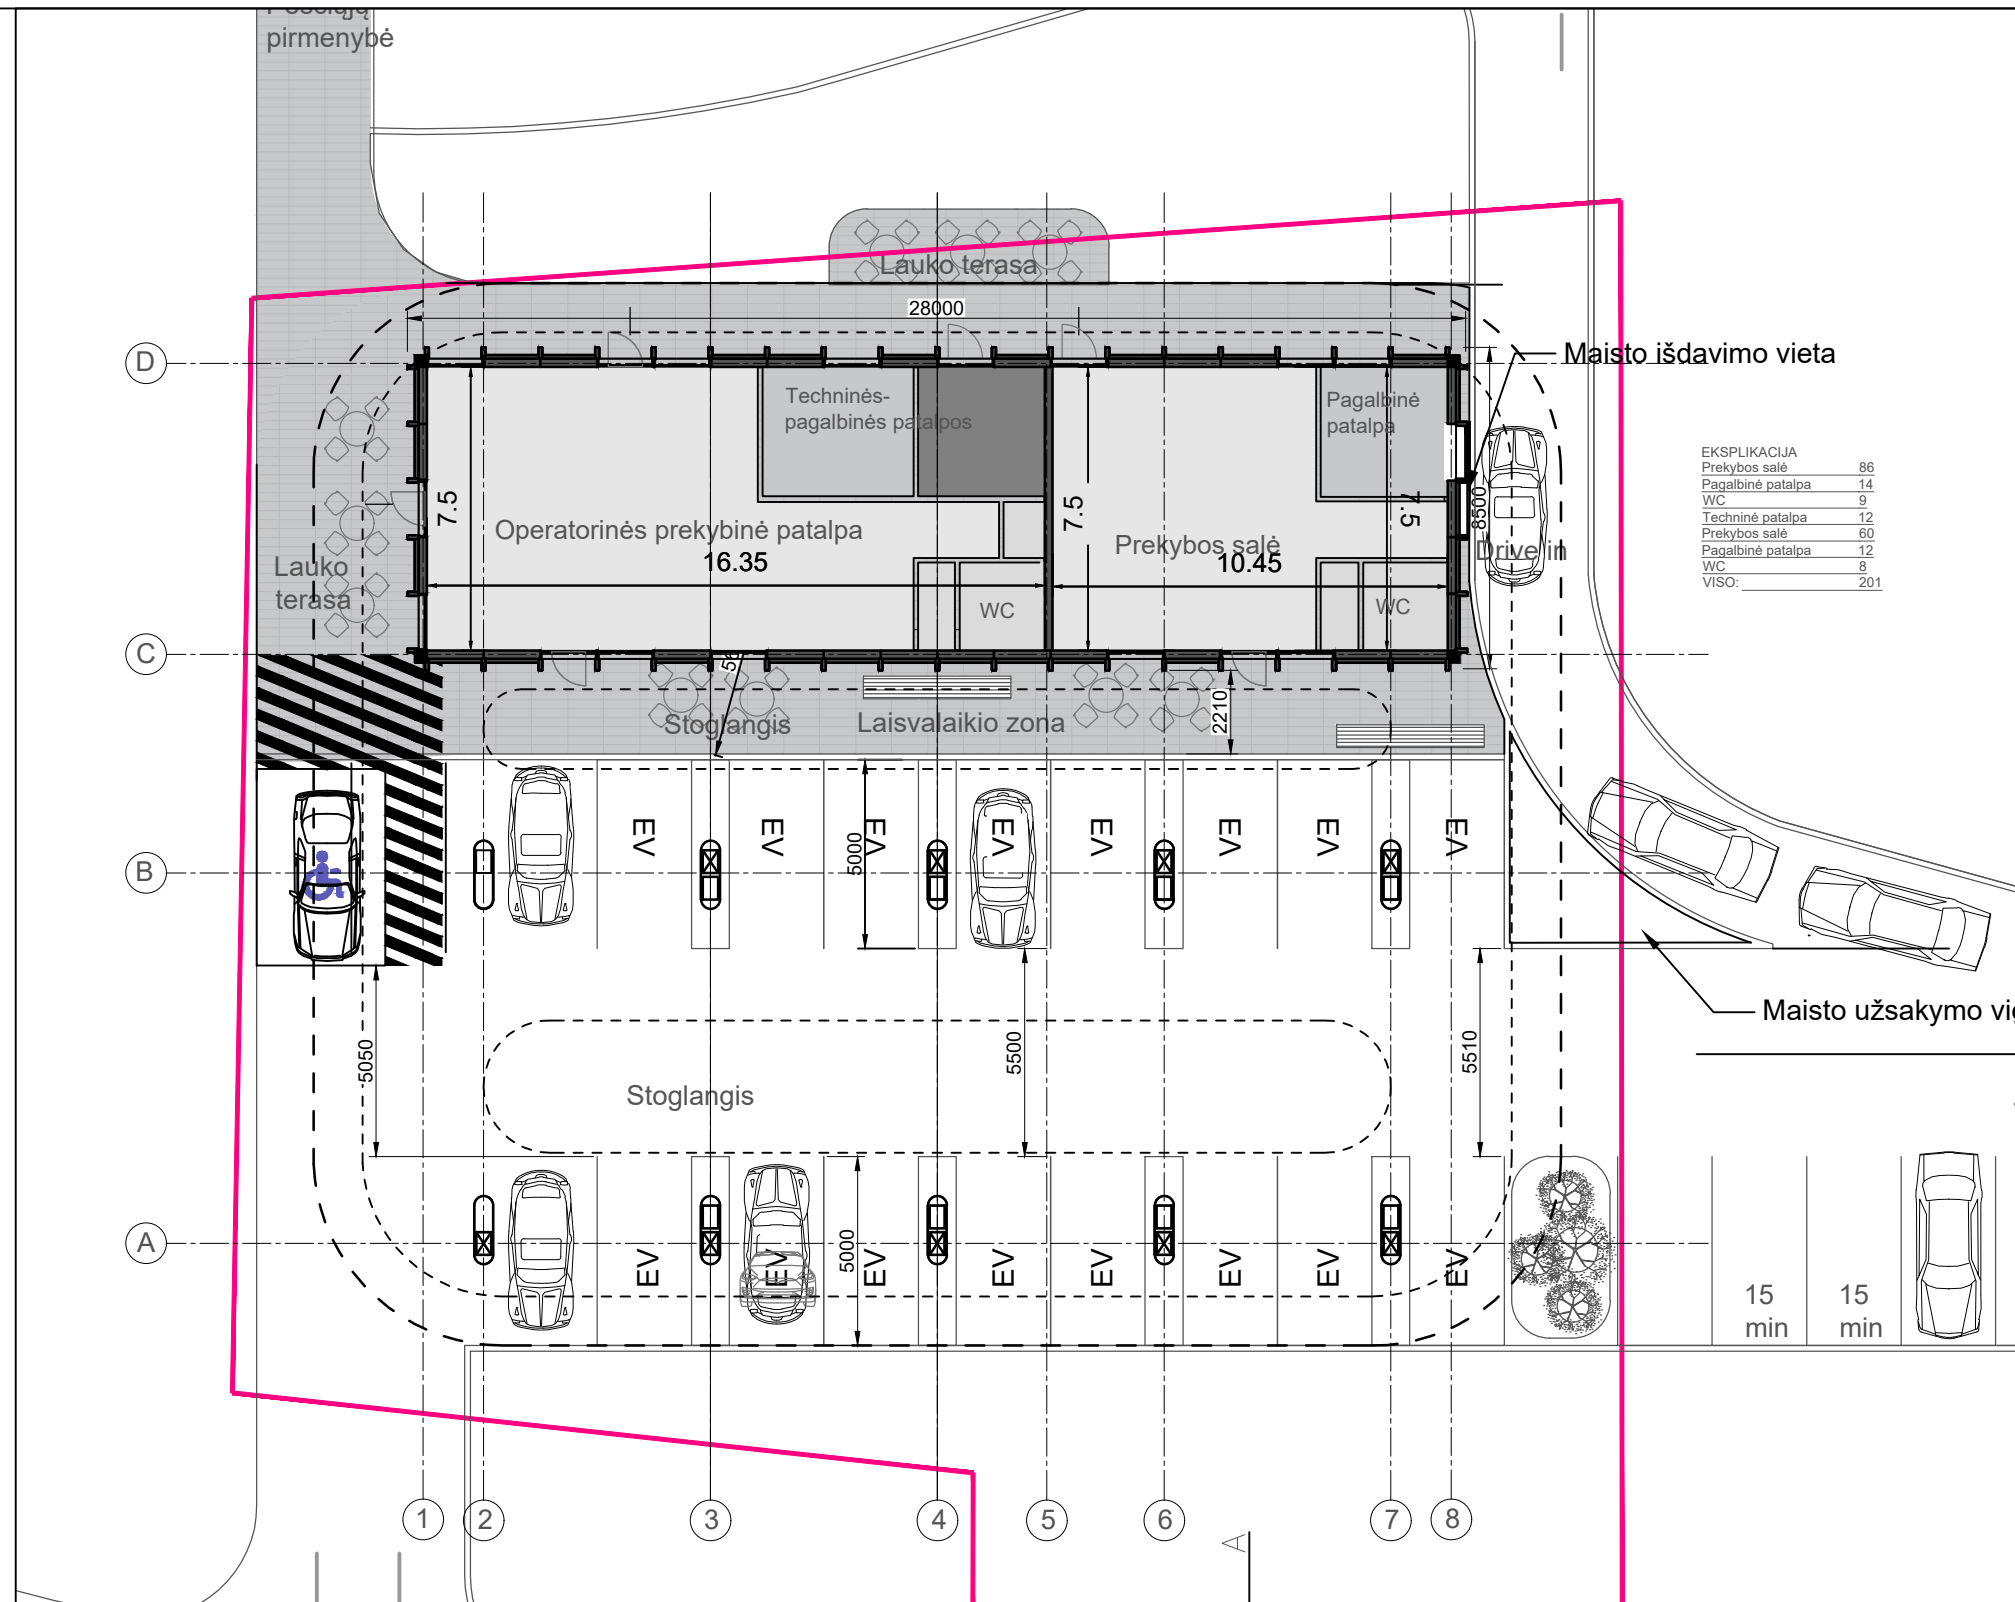 pirmenybė
Lauko terasa
28000
D
Maisto išdavimo vieta
Techninės-
pagalbinės patalpos
Pagalbinė
patalpa
EKSPLIKACIJA
Prekybos salė 86
Pagalbinė patalpa 14
WC 9
Techninė patalpa 12
Prekybos salė 60
Pagalbinė patalpa 12
WC 8
VISO: 201
7.5
7.5
7.5
8500
Operatorinės prekybinė patalpa
16.35
Prekybos salė
10.45
Drive in
Lauko
terasa
WC
WC
C
Stoglangis
Laisvalaikio zona
2210
EV
EV
EV
EV
EV
EV
EV
EV
5000
B
Maisto užsakymo
5050
5500
5510
Stoglangis
A
EV
EV
EV
EV
EV
EV
EV
EV
5000
15
min
15
min
1
2
3
4
5
6
7
8
A